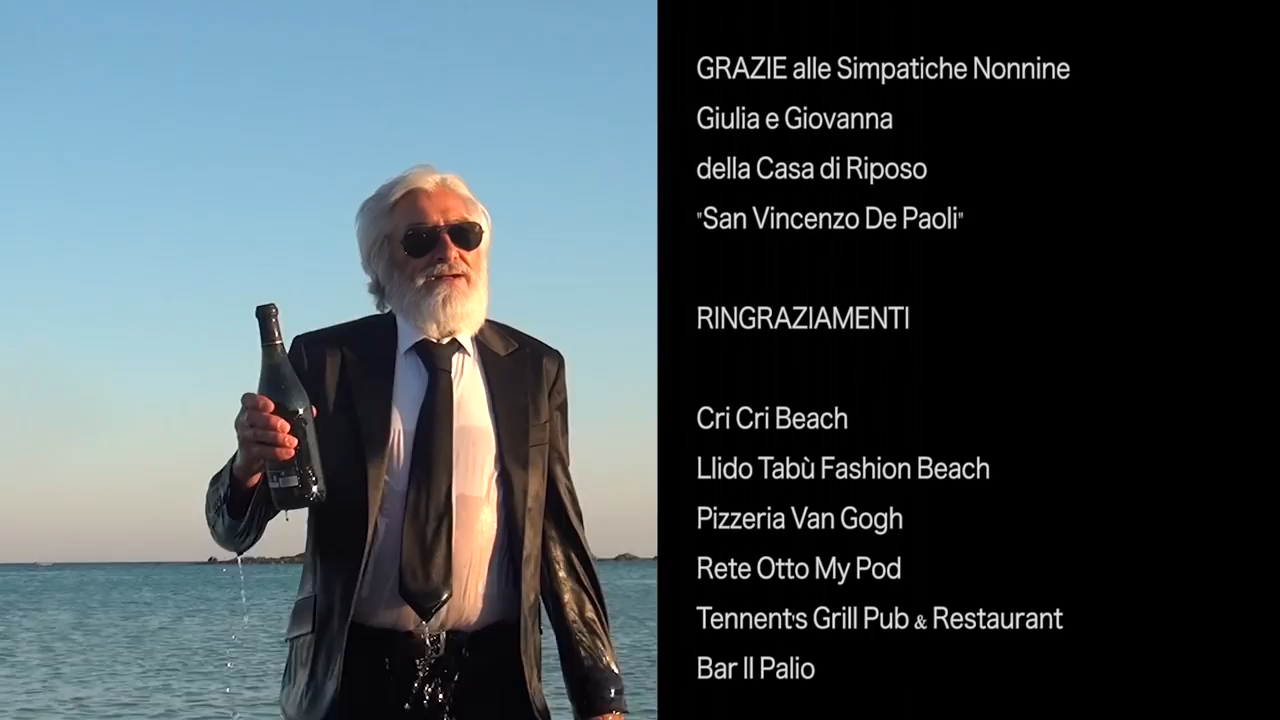 GRAZIE alle Simpatiche Nonnine
Giulia e Giovanna
della Casa di Riposo
"San Vincenzo De Paoli"
RINGRAZIAMENTI
Cri Cri Beach
Llido Tabù Fashion Beach
Pizzeria Van Gogh
Rete Otto My Pod
Tennent's Grill Pub & Restaurant
Bar Il Palio